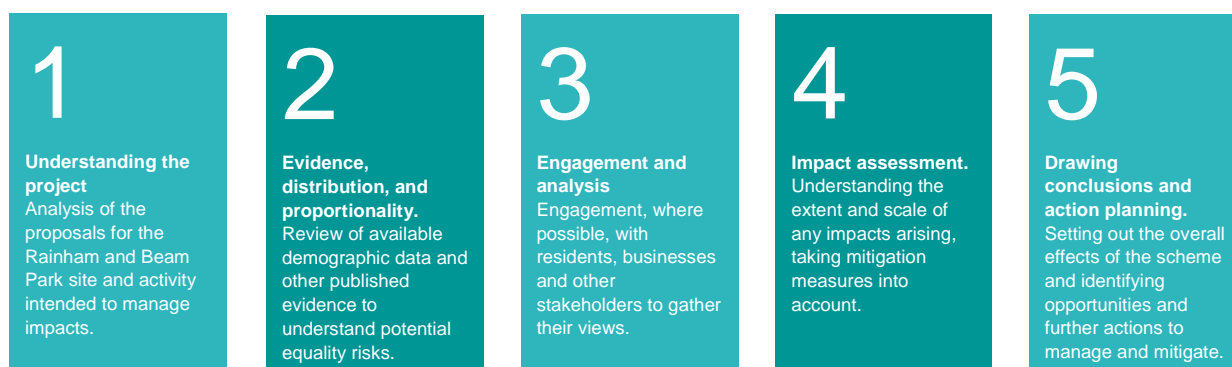 1
Understanding the
project
Analysis of the
proposals for the
Rainham and Beam
Park site and activity
intended to manage
impacts.
2
Evidence,
distribution, and
proportionality.
Review of available
demographic data and
other published
evidence to
understand potential
equality risks.
3
Engagement and
analysis
Engagement, where
possible, with
residents, businesses
and other
stakeholders to gather
their views.
4
Impact assessment.
Understanding the
extent and scale of
any impacts arising,
taking mitigation
measures into
account.
5
Drawing
conclusions and
action planning.
Setting out the overall
effects of the scheme
and identifying
opportunities and
further actions to
manage and mitigate.